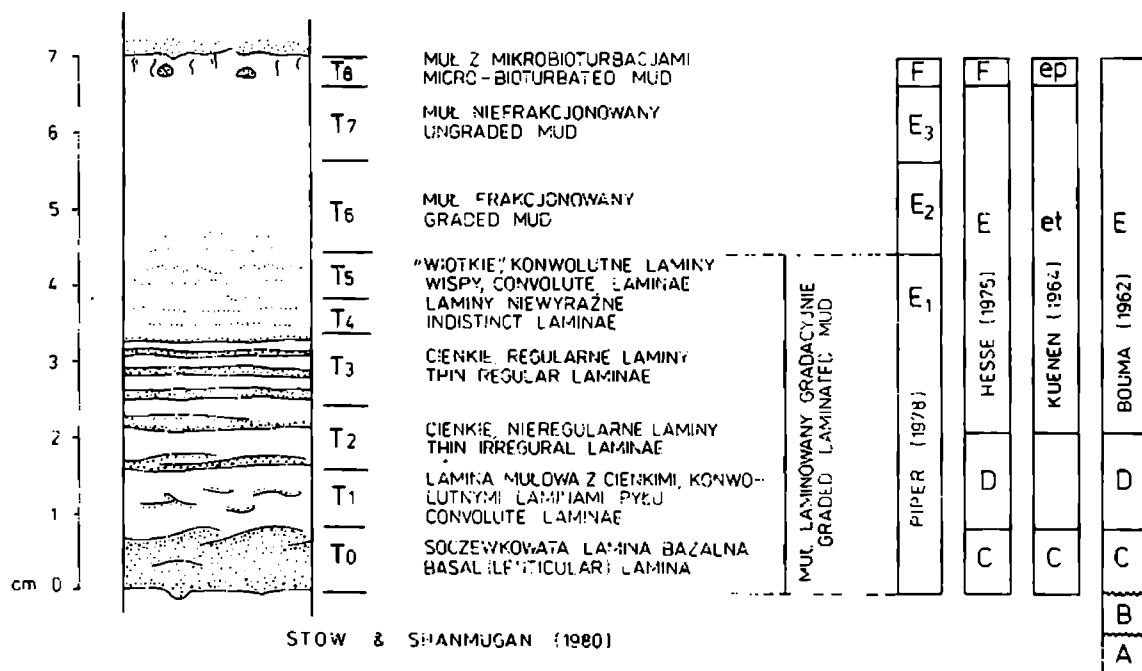 7
6
5
4
3
2
1
cm 0
T8
T7
T6
T5
T4
T3
T2
T1
T0
MUŁ Z MIKROBIOTURBACJAMI
MICRO-BIOTURBATED MUD
MUŁ NIEFRAKCJONOWANY
UNGRADED MUD
MUŁ FRAKCJONOWANY
GRADED MUD
"WIOTKIE", KONWOLUTNE LAMINY
WISPY, CONVOLUTE LAMINAE
LAMINY NIEWYRAŹNE
INDISTINCT LAMINAE
CIENKIE, REGULARNE LAMINY
THIN REGULAR LAMINAE
CIENKIE, NIEREGULARNE LAMINY
THIN IRREGURAL LAMINAE
LAMINA MUŁOWA Z CIENKIMI, KONWO-
LUTNYMI LAMINAMI PYŁU
CONVOLUTE LAMINAE
SOCZEWKOWATA LAMINA BAZALNA
BASAL (LENTICULAR) LAMINA
STOW & SHANMUGAN (1980)
MUŁ LAMINOWANY GRADACYJNIE
GRADED LAMINATED MUD
F
E3
E2
E1
PIPER (1978)
F
E
HESSE (1975)
D
C
ep
et
KUENEN (1964)
C
E
BOUMA (1962)
D
C
B
A